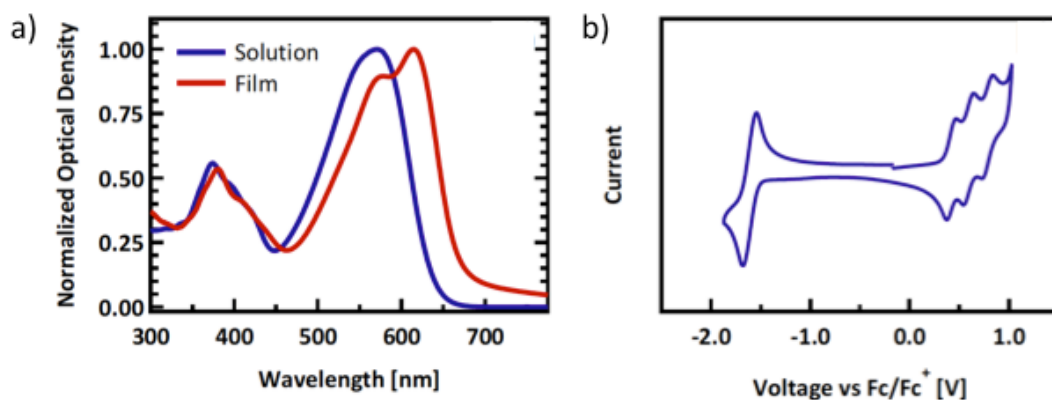 a)
Normalized Optical Density
1.00
0.75
0.50
0.25
0.00
Solution
Film
300
400
500
600
700
Wavelength [nm]
b)
Current
-2.0
-1.0
0.0
1.0
Voltage vs Fc/Fc+ [V]